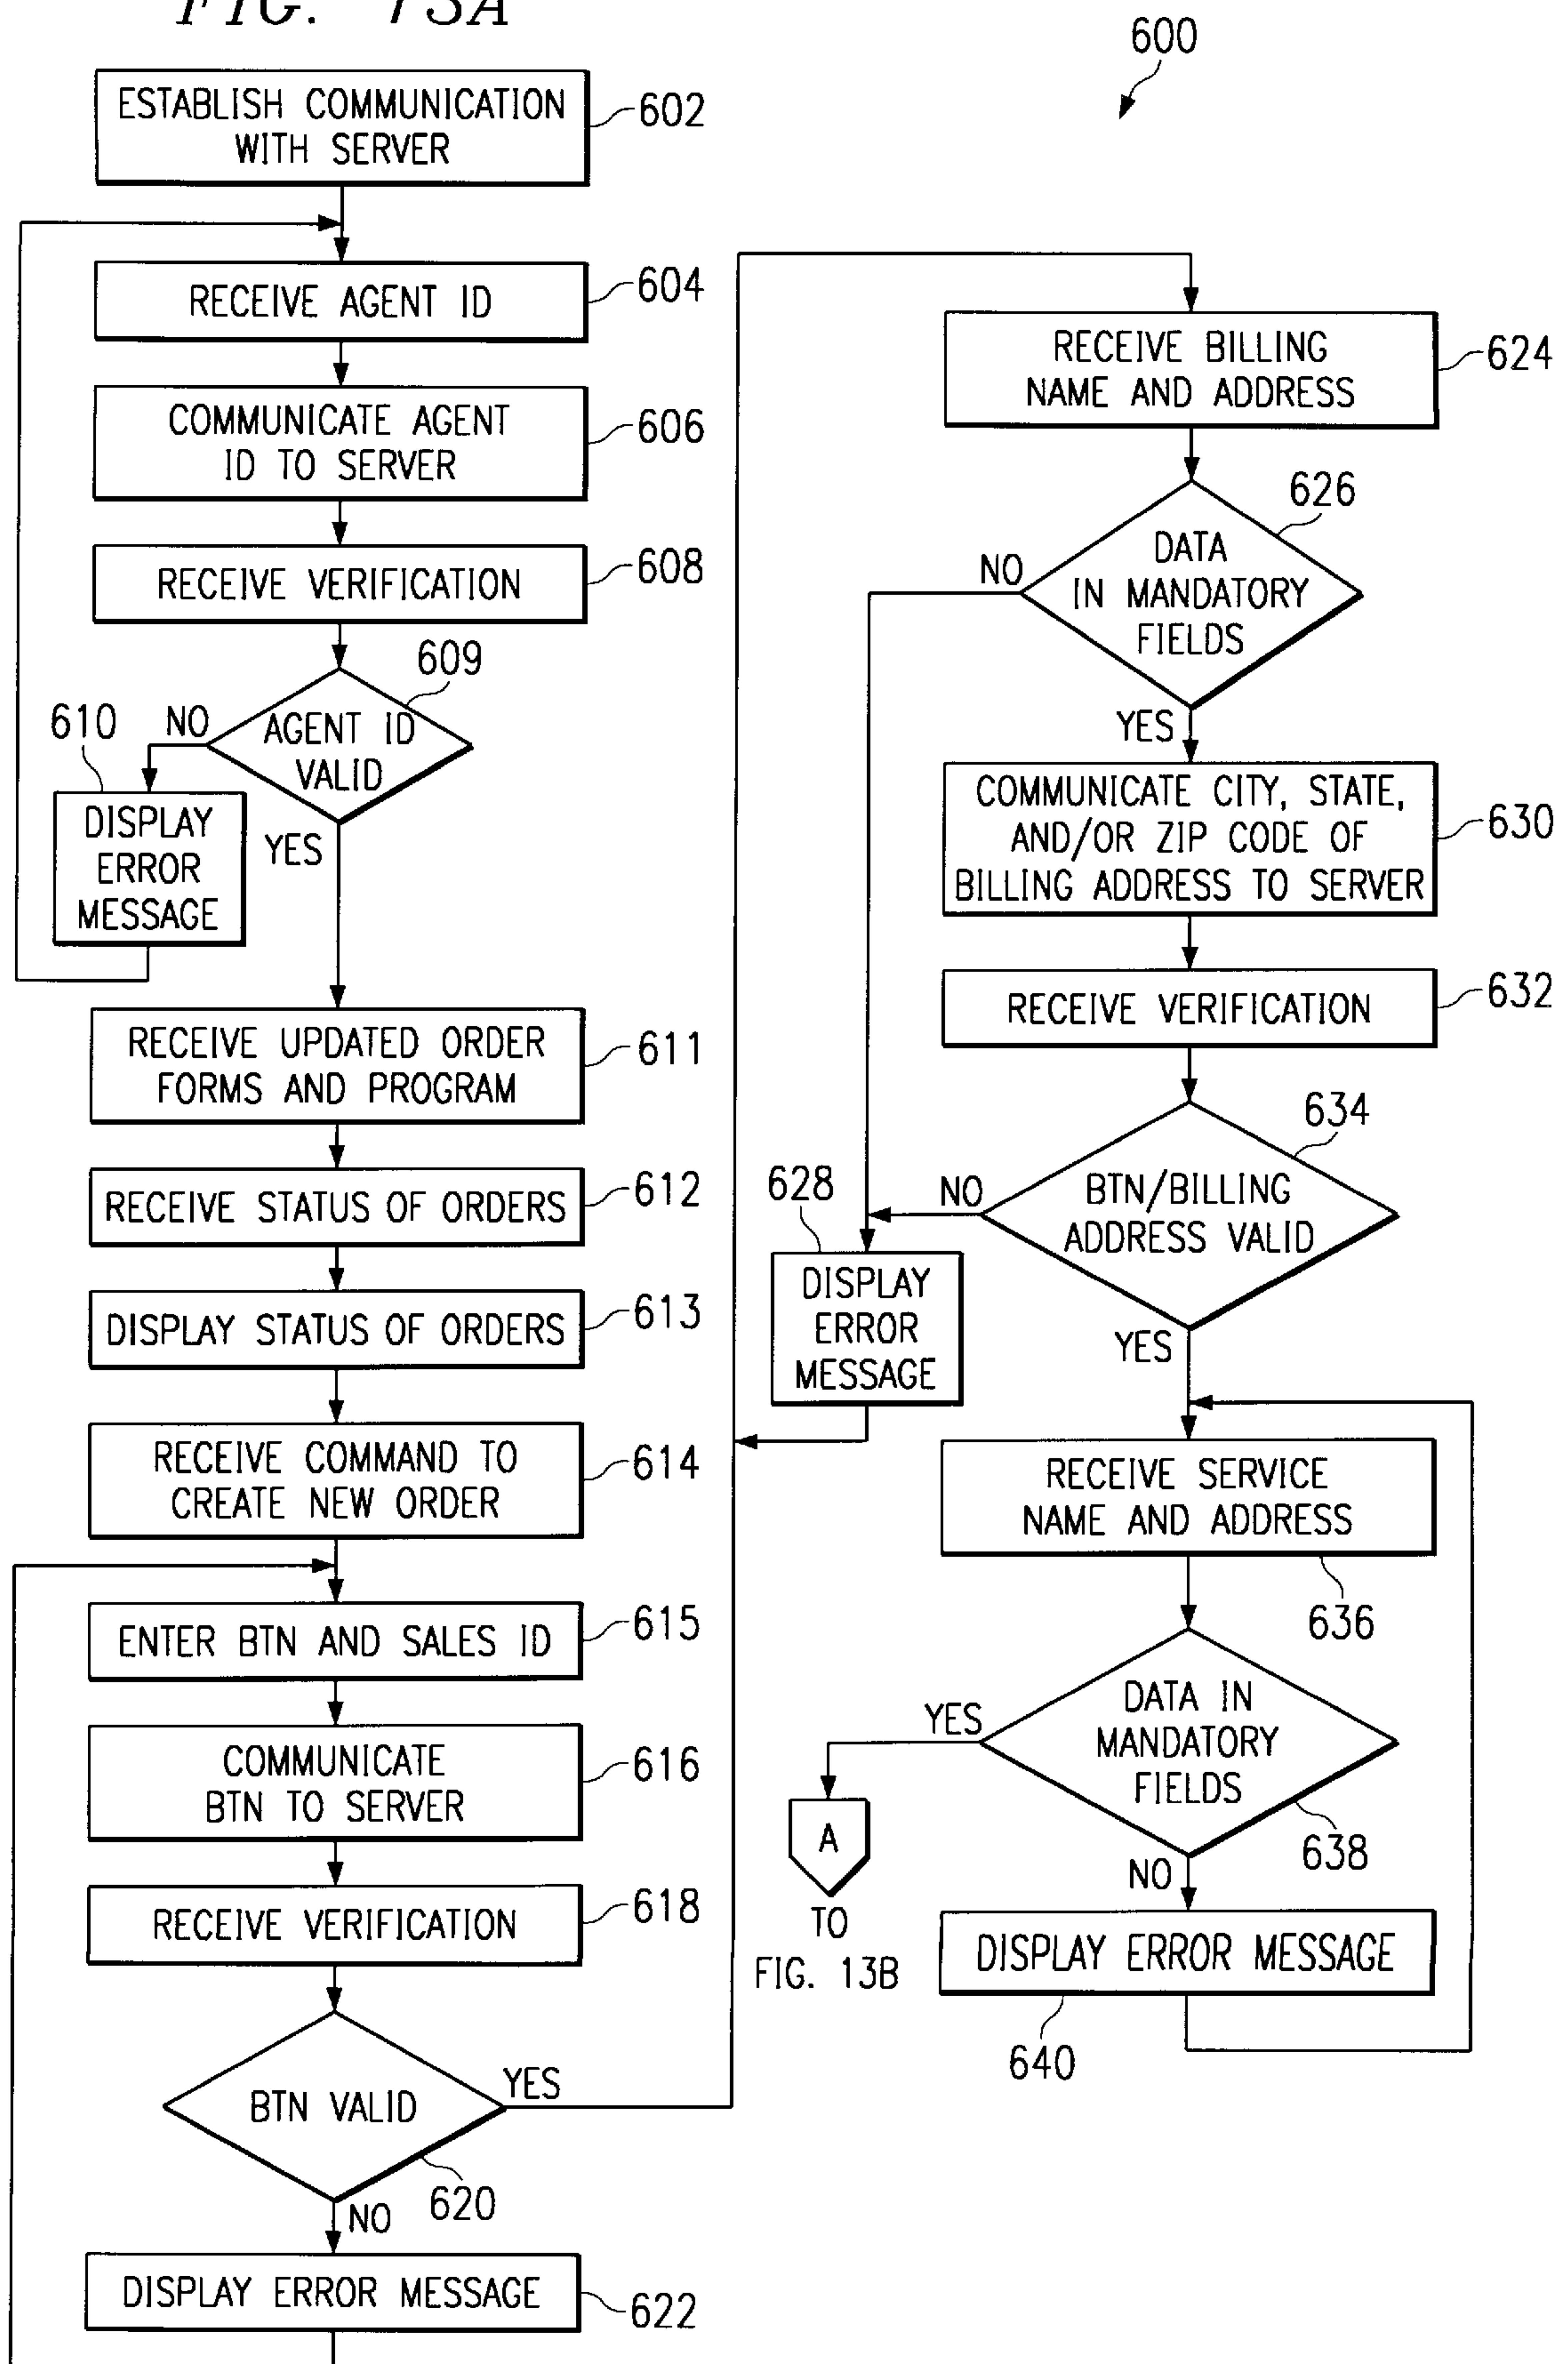 FIG. 13A
600
ESTABLISH COMMUNICATION
WITH SERVER
602
RECEIVE AGENT ID
604
COMMUNICATE AGENT
ID TO SERVER
606
RECEIVE VERIFICATION
608
609
AGENT ID
VALID
NO
610
DISPLAY
ERROR
MESSAGE
YES
RECEIVE UPDATED ORDER
FORMS AND PROGRAM
611
RECEIVE STATUS OF ORDERS
612
DISPLAY STATUS OF ORDERS
613
RECEIVE COMMAND TO
CREATE NEW ORDER
614
ENTER BTN AND SALES ID
615
COMMUNICATE
BTN TO SERVER
616
RECEIVE VERIFICATION
618
BTN VALID
YES
620
NO
DISPLAY ERROR MESSAGE
622
RECEIVE BILLING
NAME AND ADDRESS
624
626
DATA
IN MANDATORY
FIELDS
NO
YES
COMMUNICATE CITY, STATE,
AND/OR ZIP CODE OF
BILLING ADDRESS TO SERVER
630
RECEIVE VERIFICATION
632
634
BTN/BILLING
ADDRESS VALID
NO
628
DISPLAY
ERROR
MESSAGE
YES
RECEIVE SERVICE
NAME AND ADDRESS
636
DATA IN
MANDATORY
FIELDS
YES
638
A
TO
FIG. 13B
NO
DISPLAY ERROR MESSAGE
640